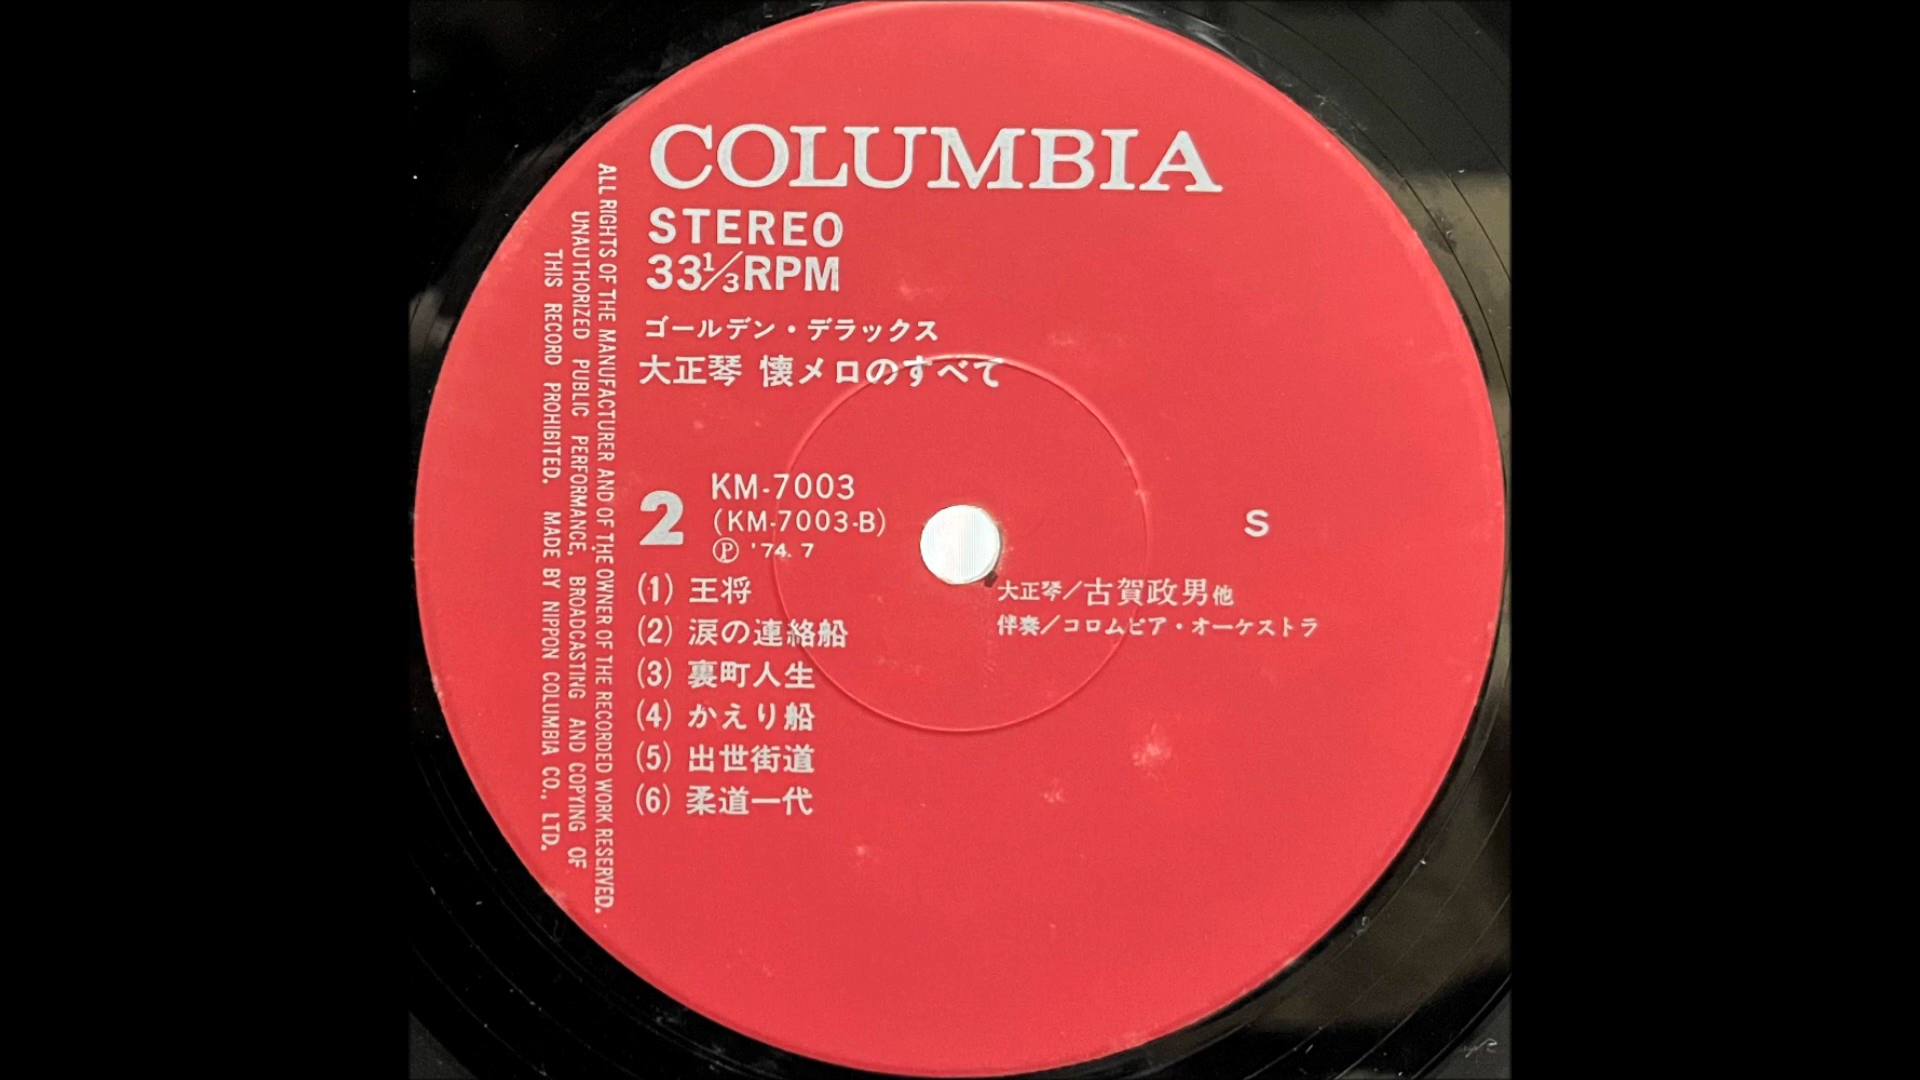 COLUMBIA
STEREO
33⅓RPM
ゴールデン・デラックス
大正琴 懐メロのすべて
2
KM-7003
(KM-7003-B)
Ⓟ '74. 7
S
(1) 王将
(2) 涙の連絡船
(3) 裏町人生
(4) かえり船
(5) 出世街道
(6) 柔道一代
大正琴／古賀政男他
伴奏／コロムビア・オーケストラ
ALL RIGHTS OF THE MANUFACTURER AND OF THE OWNER OF THE RECORDED WORK RESERVED.
UNAUTHORIZED PUBLIC PERFORMANCE, BROADCASTING AND COPYING OF
THIS RECORD PROHIBITED. MADE BY NIPPON COLUMBIA CO., LTD.